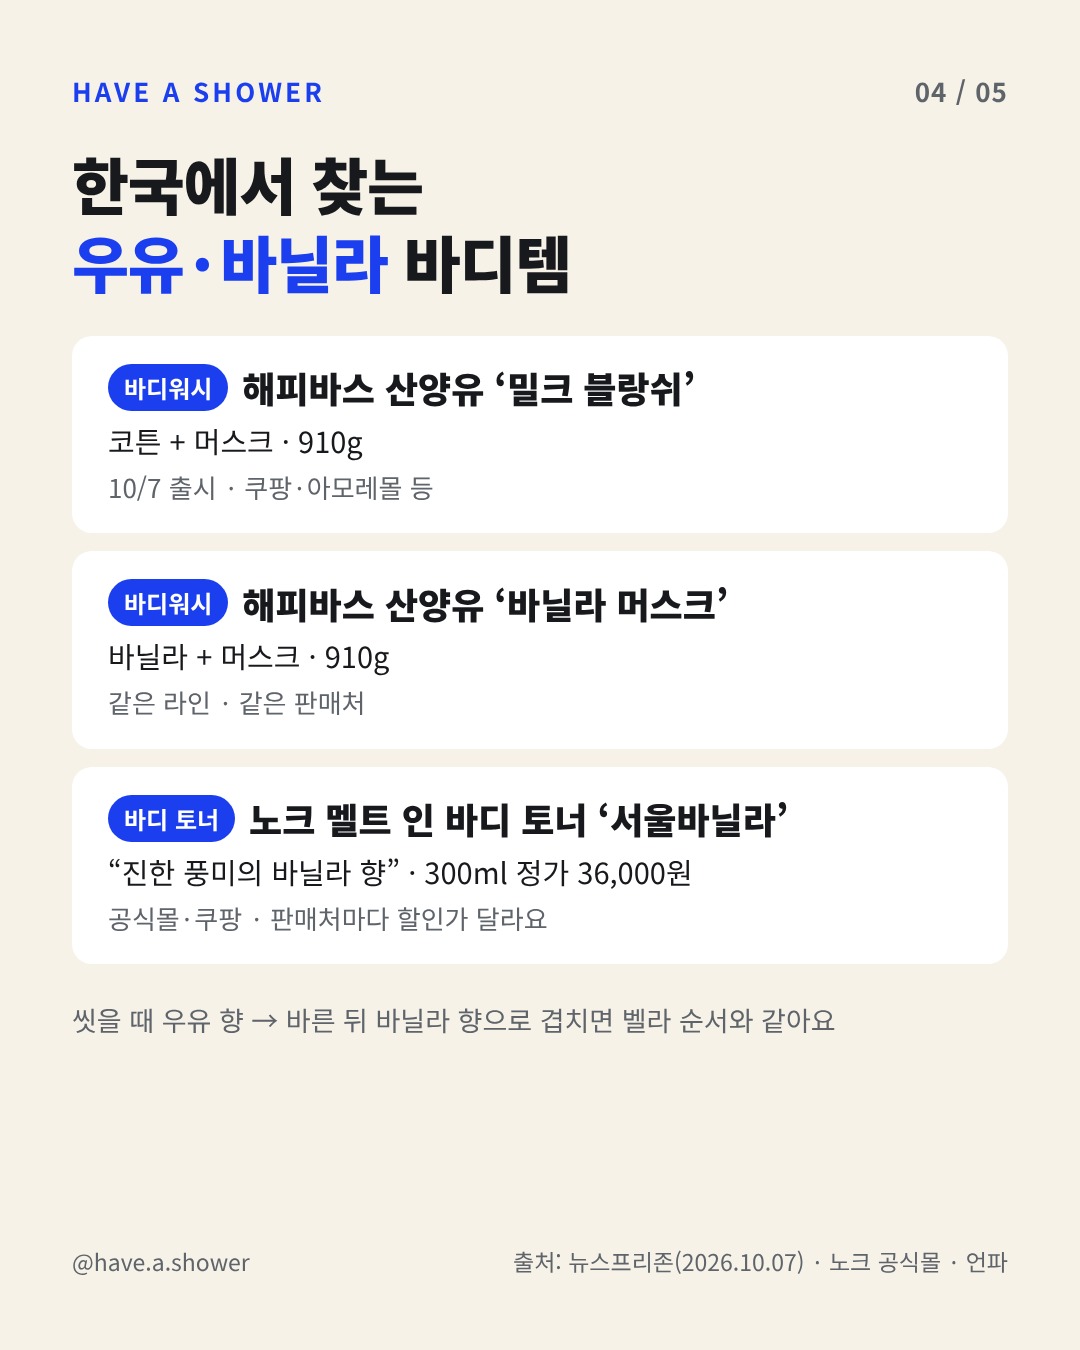 HAVE A SHOWER
04 / 05
한국에서 찾는
우유·바닐라 바디템
바디워시 해피바스 산양유 ‘밀크 블랑쉬’
코튼 + 머스크 · 910g
10/7 출시 · 쿠팡·아모레몰 등
바디워시 해피바스 산양유 ‘바닐라 머스크’
바닐라 + 머스크 · 910g
같은 라인 · 같은 판매처
바디 토너 노크 멜트 인 바디 토너 ‘서울바닐라’
“진한 풍미의 바닐라 향” · 300ml 정가 36,000원
공식몰·쿠팡 · 판매처마다 할인가 달라요
씻을 때 우유 향 → 바른 뒤 바닐라 향으로 겹치면 벨라 순서와 같아요
@have.a.shower
출처: 뉴스프리존(2026.10.07) · 노크 공식몰 · 언파